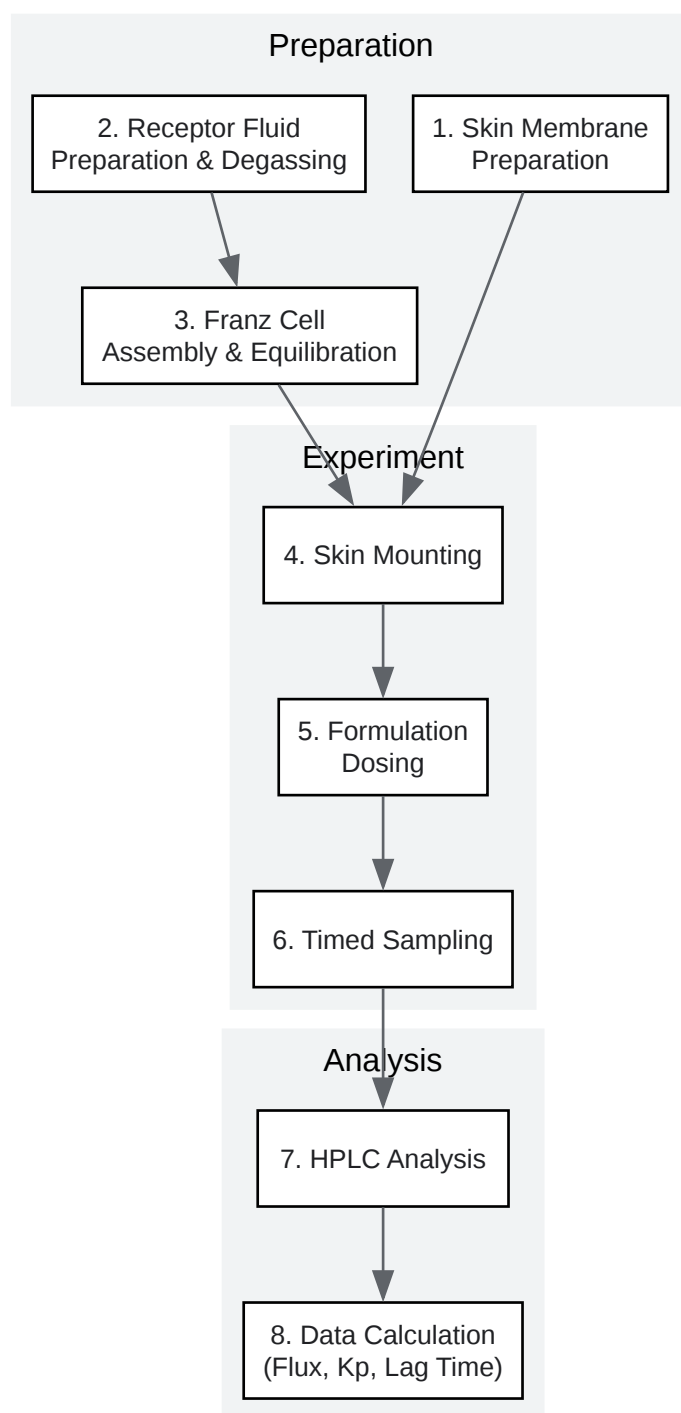 Preparation
2. Receptor Fluid
Preparation & Degassing
1. Skin Membrane
Preparation
3. Franz Cell
Assembly & Equilibration
Experiment
4. Skin Mounting
5. Formulation
Dosing
6. Timed Sampling
Analysis
7. HPLC Analysis
8. Data Calculation
(Flux, Kp, Lag Time)